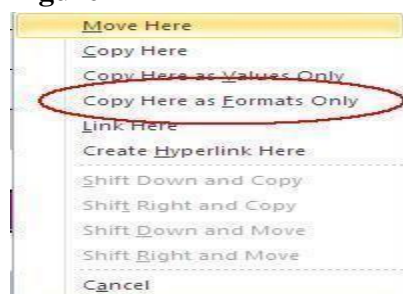 Move Here
Copy Here
Copy Here as Values Only
Copy Here as Formats Only
Link Here
Create Hyperlink Here
Shift Down and Copy
Shift Right and Copy
Shift Down and Move
Shift Right and Move
Cancel